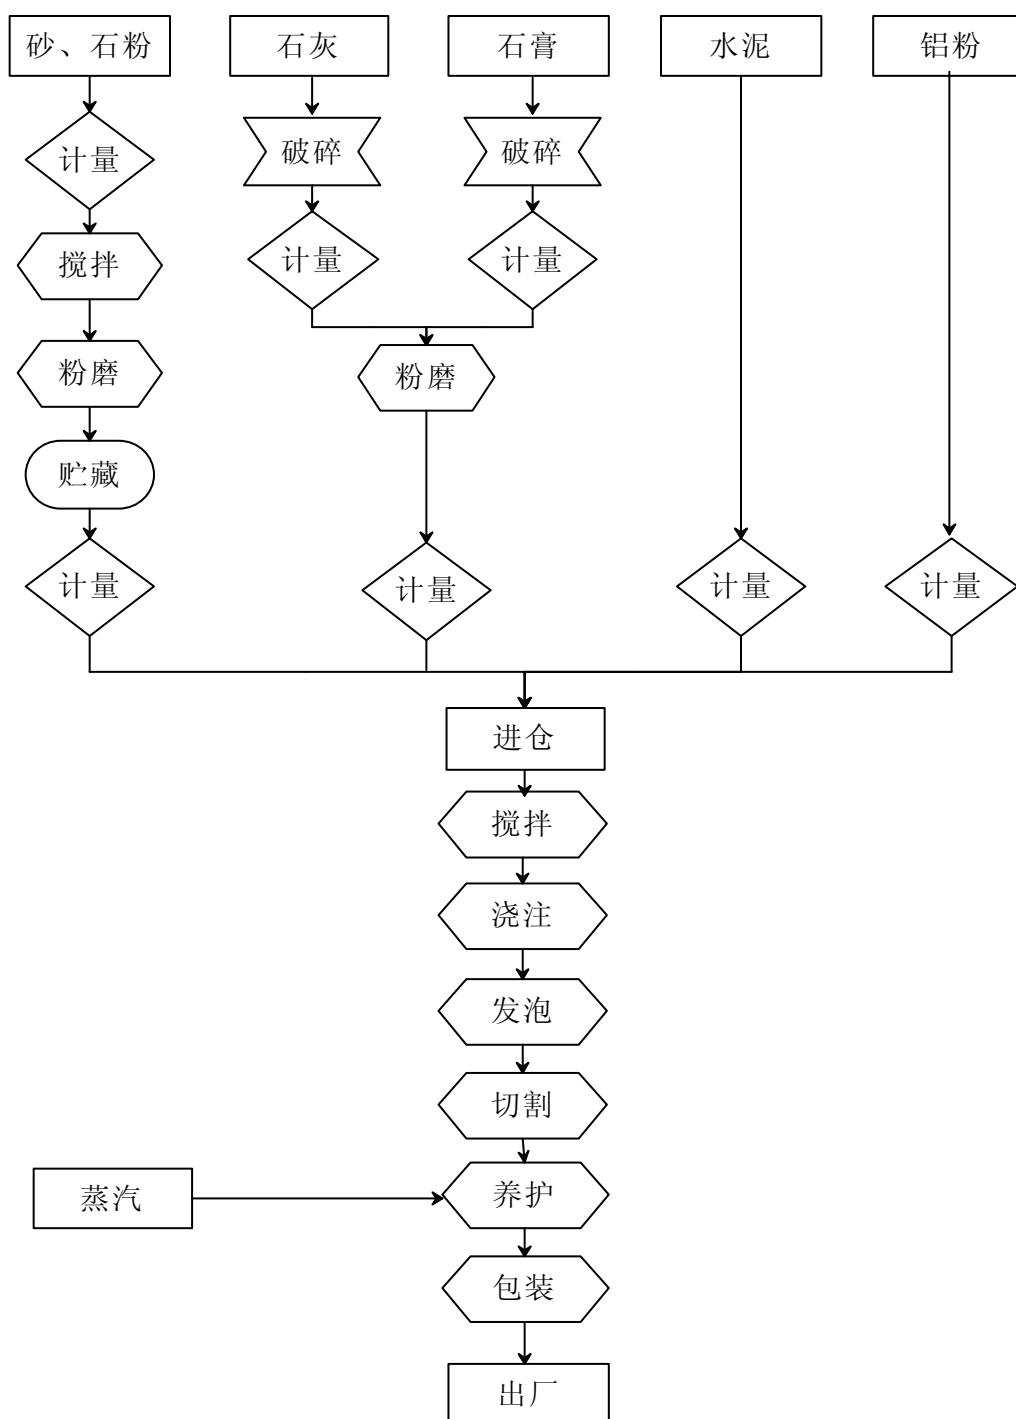 砂、石粉
石灰
石膏
水泥
铝粉
计量
破碎
破碎
搅拌
计量
计量
粉磨
粉磨
贮藏
计量
计量
计量
计量
进仓
搅拌
浇注
发泡
切割
蒸汽
养护
包装
出厂